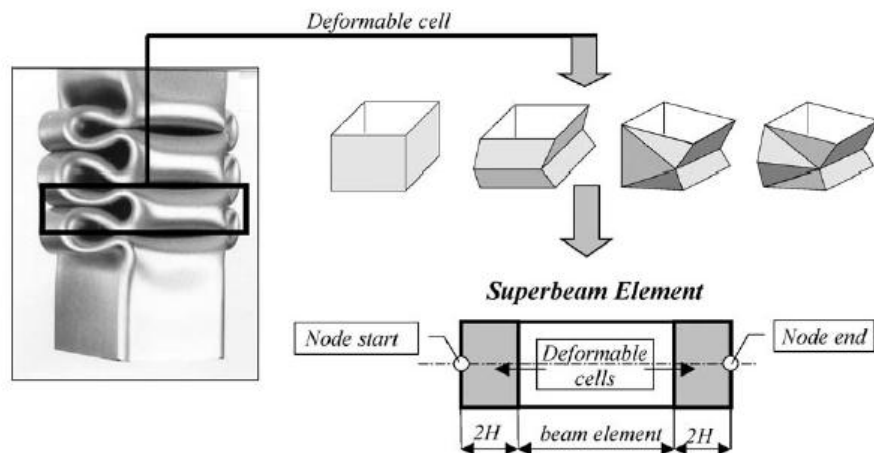 Deformable cell
Superbeam Element
Node start
Deformable
cells
Node end
2H
beam element
2H